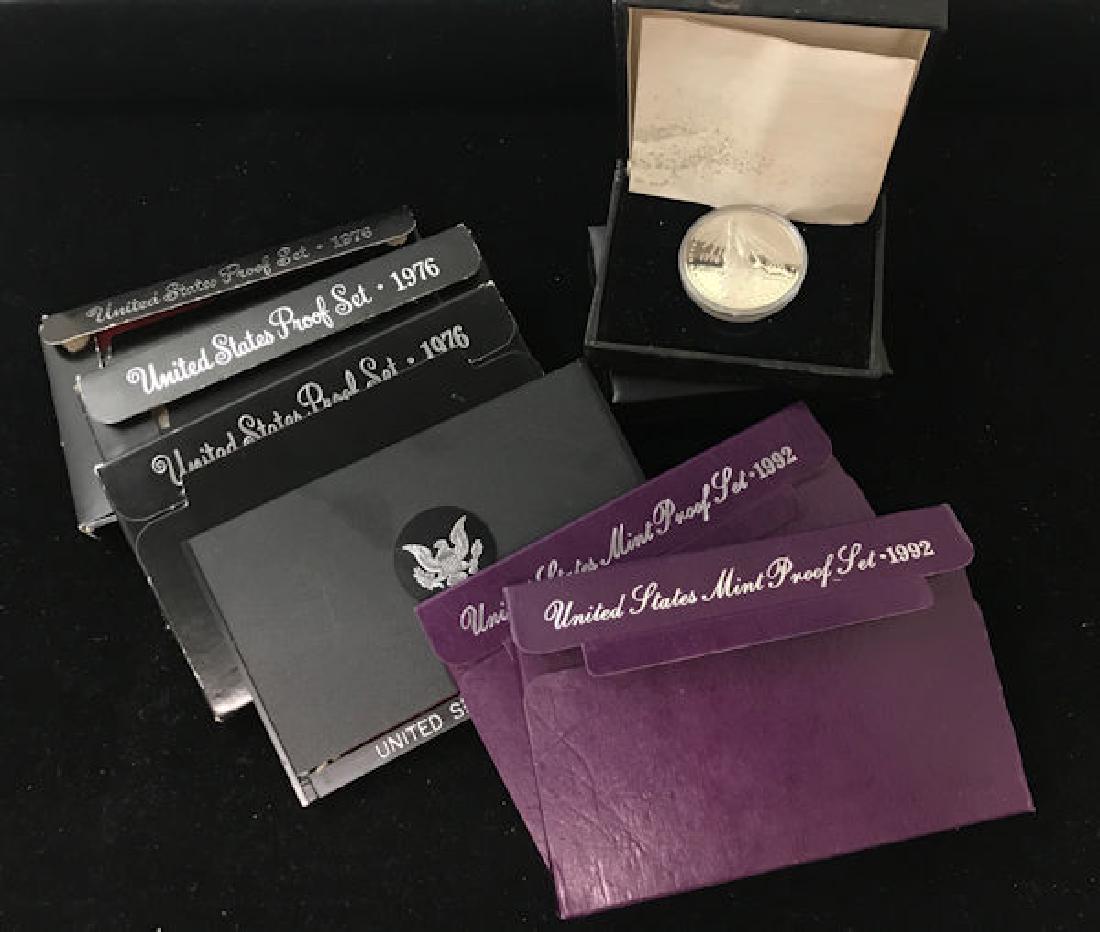 United States Proof Set · 1976
United States Proof Set · 1976
United States Proof Set · 1976
UNITED
States Mint Proof Set · 1992
United States Mint Proof Set · 1992